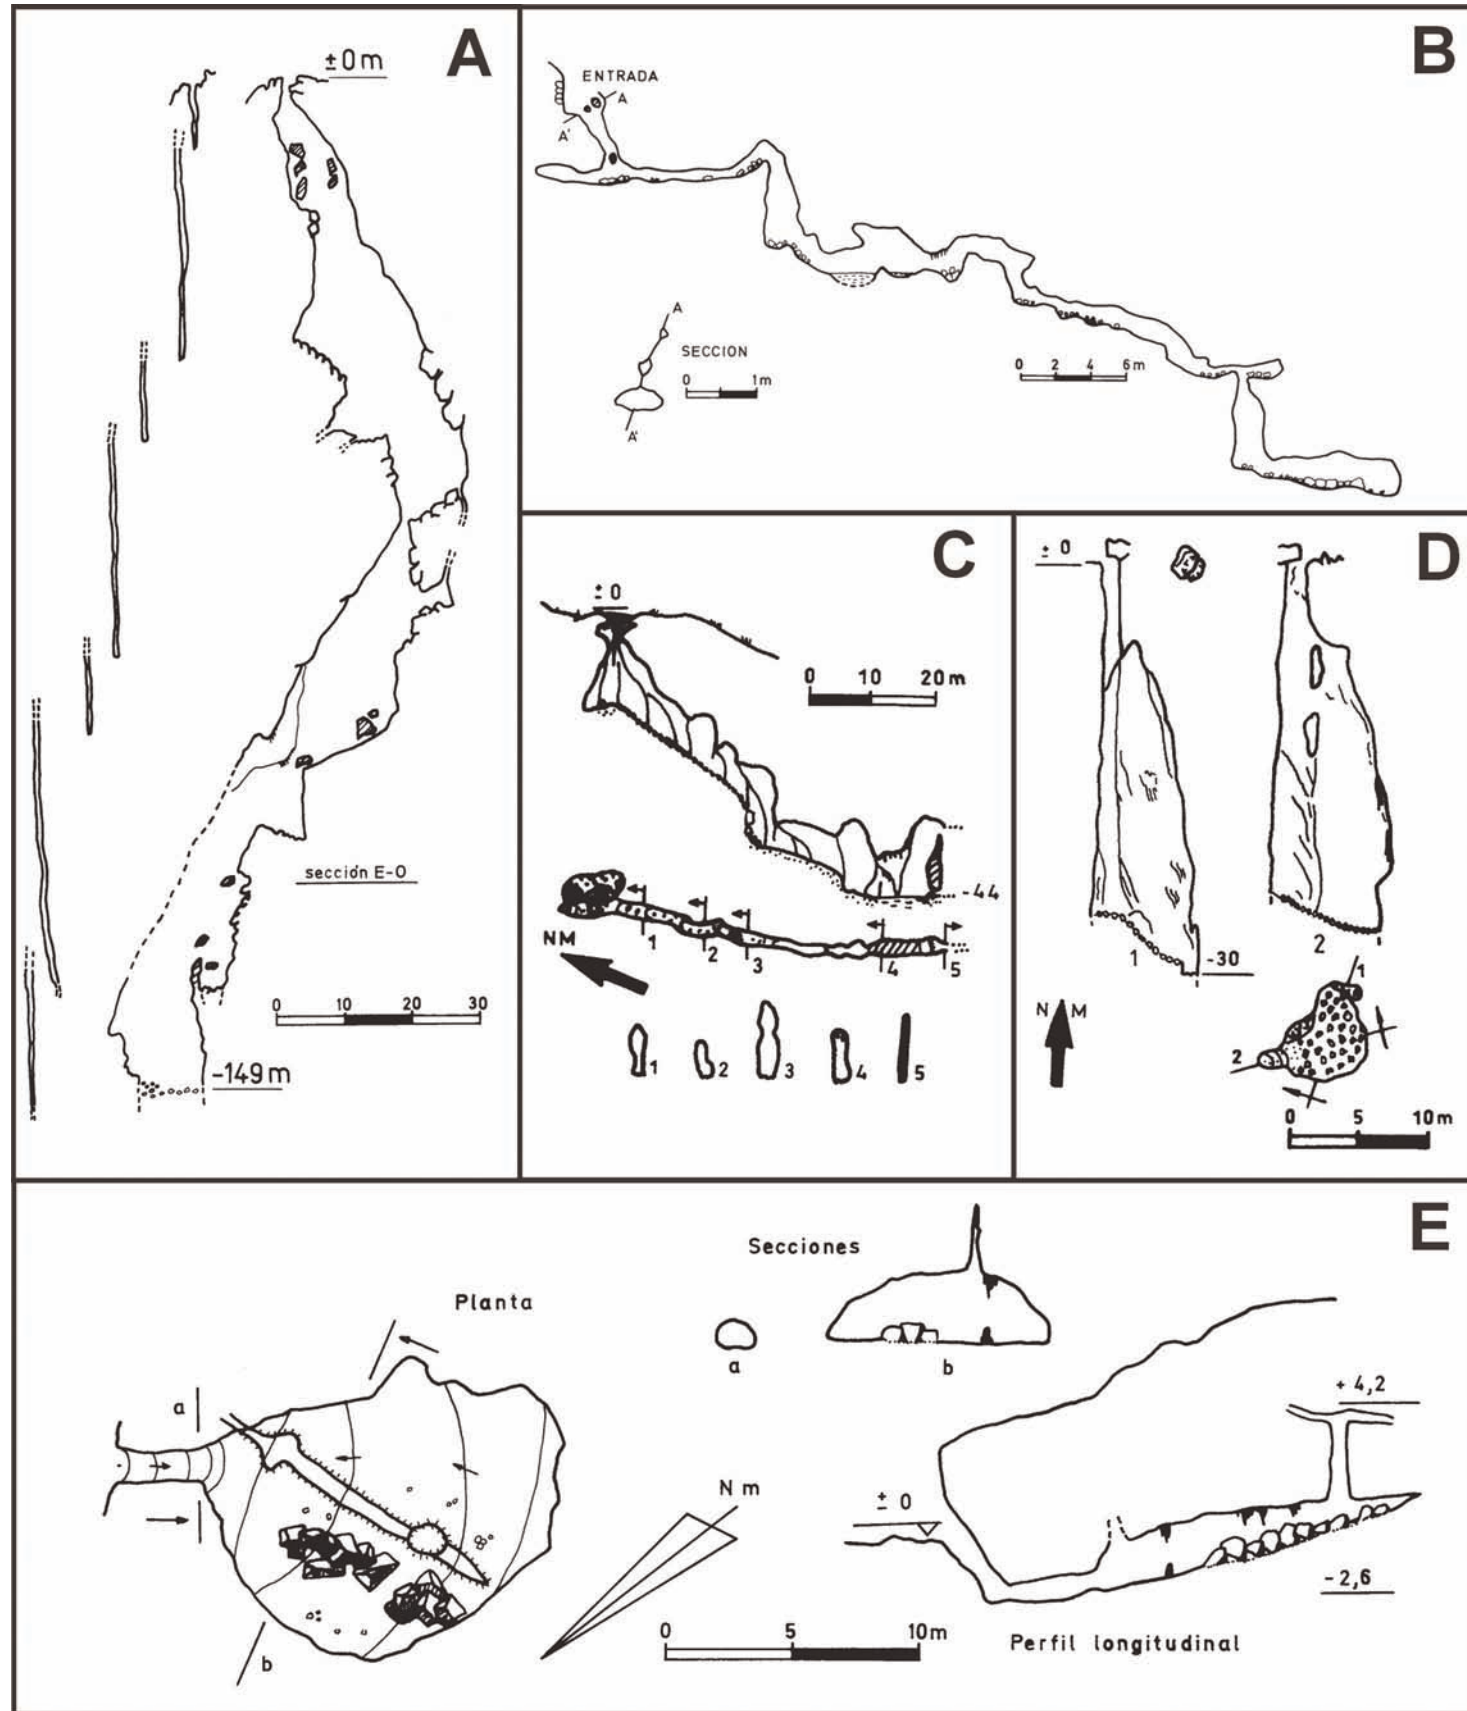 A
±0m
sección E-O
0 10 20 30
-149m
B
ENTRADA
A
A'
A
SECCION
0 1m
A'
0 2 4 6m
C
±0
0 10 20m
-44
1 2 3 4 5
NM
1 2 3 4 5
D
±0
1
-30
2
N M
1
2
0 5 10m
E
Secciones
Planta
a
b
a
b
N m
+4,2
±0
-2,6
0 5 10m
Perfil longitudinal